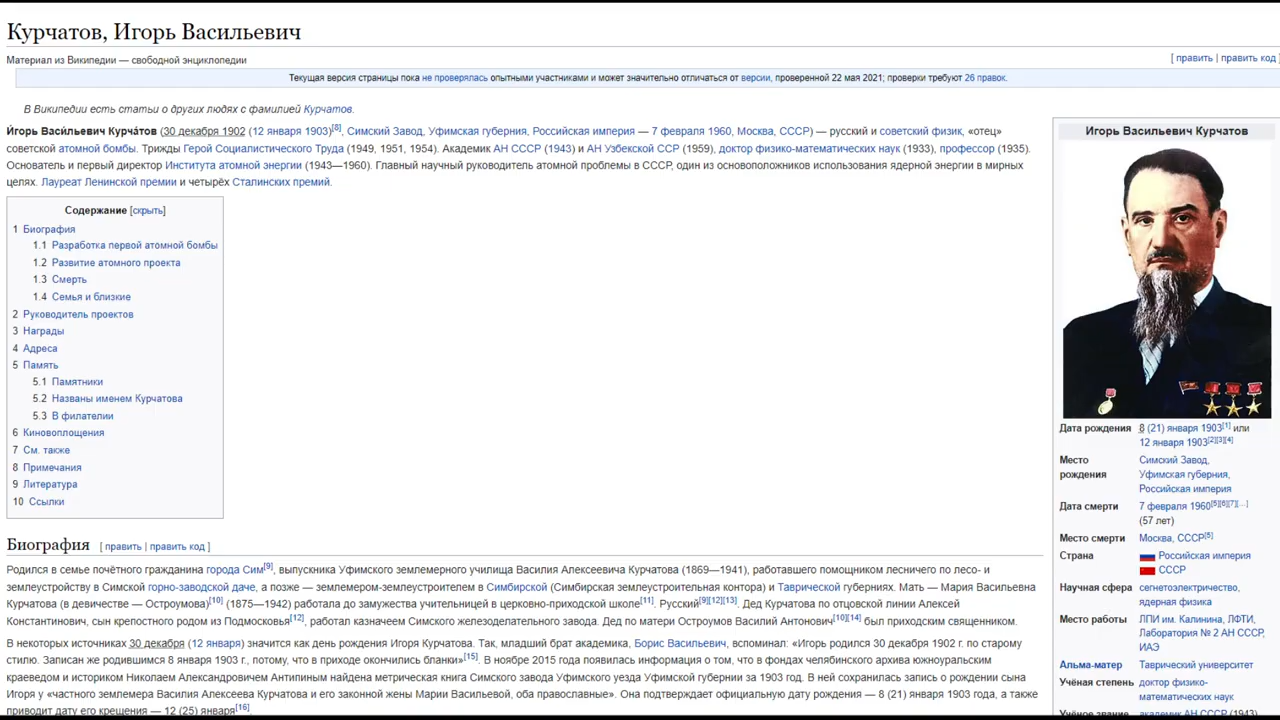 Курчатов, Игорь Васильевич
Материал из Википедии — свободной энциклопедии
[ править | править код ]
Текущая версия страницы пока не проверялась опытными участниками и может значительно отличаться от версии, проверенной 22 мая 2021; проверки требуют 26 правок.
В Википедии есть статьи о других людях с фамилией Курчатов.
И́горь Васи́льевич Курча́тов (30 декабря 1902 (12 января 1903)[8], Симский Завод, Уфимская губерния, Российская империя — 7 февраля 1960, Москва, СССР) — русский и советский физик, «отец»
советской атомной бомбы. Трижды Герой Социалистического Труда (1949, 1951, 1954). Академик АН СССР (1943) и АН Узбекской ССР (1959), доктор физико-математических наук (1933), профессор (1935).
Основатель и первый директор Института атомной энергии (1943—1960). Главный научный руководитель атомной проблемы в СССР, один из основоположников использования ядерной энергии в мирных
целях. Лауреат Ленинской премии и четырёх Сталинских премий.
Содержание [скрыть]
1 Биография
1.1 Разработка первой атомной бомбы
1.2 Развитие атомного проекта
1.3 Смерть
1.4 Семья и близкие
2 Руководитель проектов
3 Награды
4 Адреса
5 Память
5.1 Памятники
5.2 Названы именем Курчатова
5.3 В филателии
6 Киновоплощения
7 См. также
8 Примечания
9 Литература
10 Ссылки
Биография [ править | править код ]
Родился в семье почётного гражданина города Сим[9], выпускника Уфимского землемерного училища Василия Алексеевича Курчатова (1869—1941), работавшего помощником лесничего по лесо- и
землеустройству в Симской горно-заводской даче, а позже — землемером-землеустроителем в Симбирской (Симбирская землеустроительная контора) и Таврической губерниях. Мать — Мария Васильевна
Курчатова (в девичестве — Остроумова)[10] (1875—1942) работала до замужества учительницей в церковно-приходской школе[11]. Русский[9][12][13]. Дед Курчатова по отцовской линии Алексей
Константинович, сын крепостного родом из Подмосковья[12], работал казначеем Симского железоделательного завода. Дед по матери Остроумов Василий Антонович[10][14] был приходским священником.
В некоторых источниках 30 декабря (12 января) значится как день рождения Игоря Курчатова. Так, младший брат академика, Борис Васильевич, вспоминал: «Игорь родился 30 декабря 1902 г. по старому
стилю. Записан же родившимся 8 января 1903 г., потому, что в приходе окончились бланки»[15]. В ноябре 2015 года появилась информация о том, что в фондах челябинского архива южноуральским
краеведом и историком Николаем Александровичем Антипиным найдена метрическая книга Симского завода Уфимского уезда Уфимской губернии за 1903 год. В ней сохранилась запись о рождении сына
Игоря у «частного землемера Василия Алексеева Курчатова и его законной жены Марии Васильевой, оба православные». Она подтверждает официальную дату рождения — 8 (21) января 1903 года, а также
приводит дату его крещения — 12 (25) января[16].
Игорь Васильевич Курчатов
Дата рождения 8 (21) января 1903[1] или
12 января 1903[2][3][4]
Место Симский Завод,
рождения Уфимская губерния,
Российская империя
Дата смерти 7 февраля 1960[5][6][7][…]
(57 лет)
Место смерти Москва, СССР[5]
Страна Российская империя
СССР
Научная сфера сегнетоэлектричество,
ядерная физика
Место работы ЛПИ им. Калинина, ЛФТИ,
Лаборатория № 2 АН СССР,
ИАЭ
Альма-матер Таврический университет
Учёная степень доктор физико-
математических наук
Учёное звание академик АН СССР (1943)